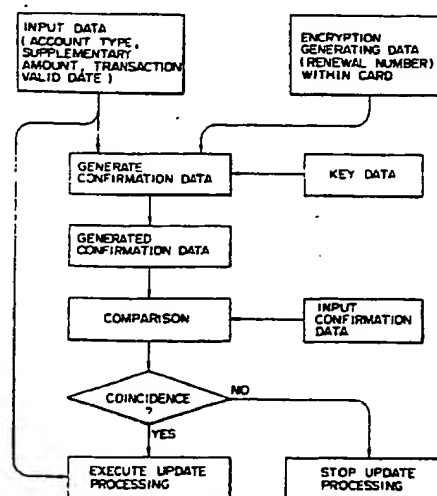 INPUT DATA
(ACCOUNT TYPE,
SUPPLEMENTARY
AMOUNT, TRANSACTION
VALID DATE)
ENCRYPTION
GENERATING DATA
(RENEWAL NUMBER)
WITHIN CARD
GENERATE
CONFIRMATION DATA
KEY DATA
GENERATED
CONFIRMATION DATA
COMPARISON
INPUT
CONFIRMATION
DATA
COINCIDENCE
?
NO
YES
EXECUTE UPDATE
PROCESSING
STOP UPDATE
PROCESSING